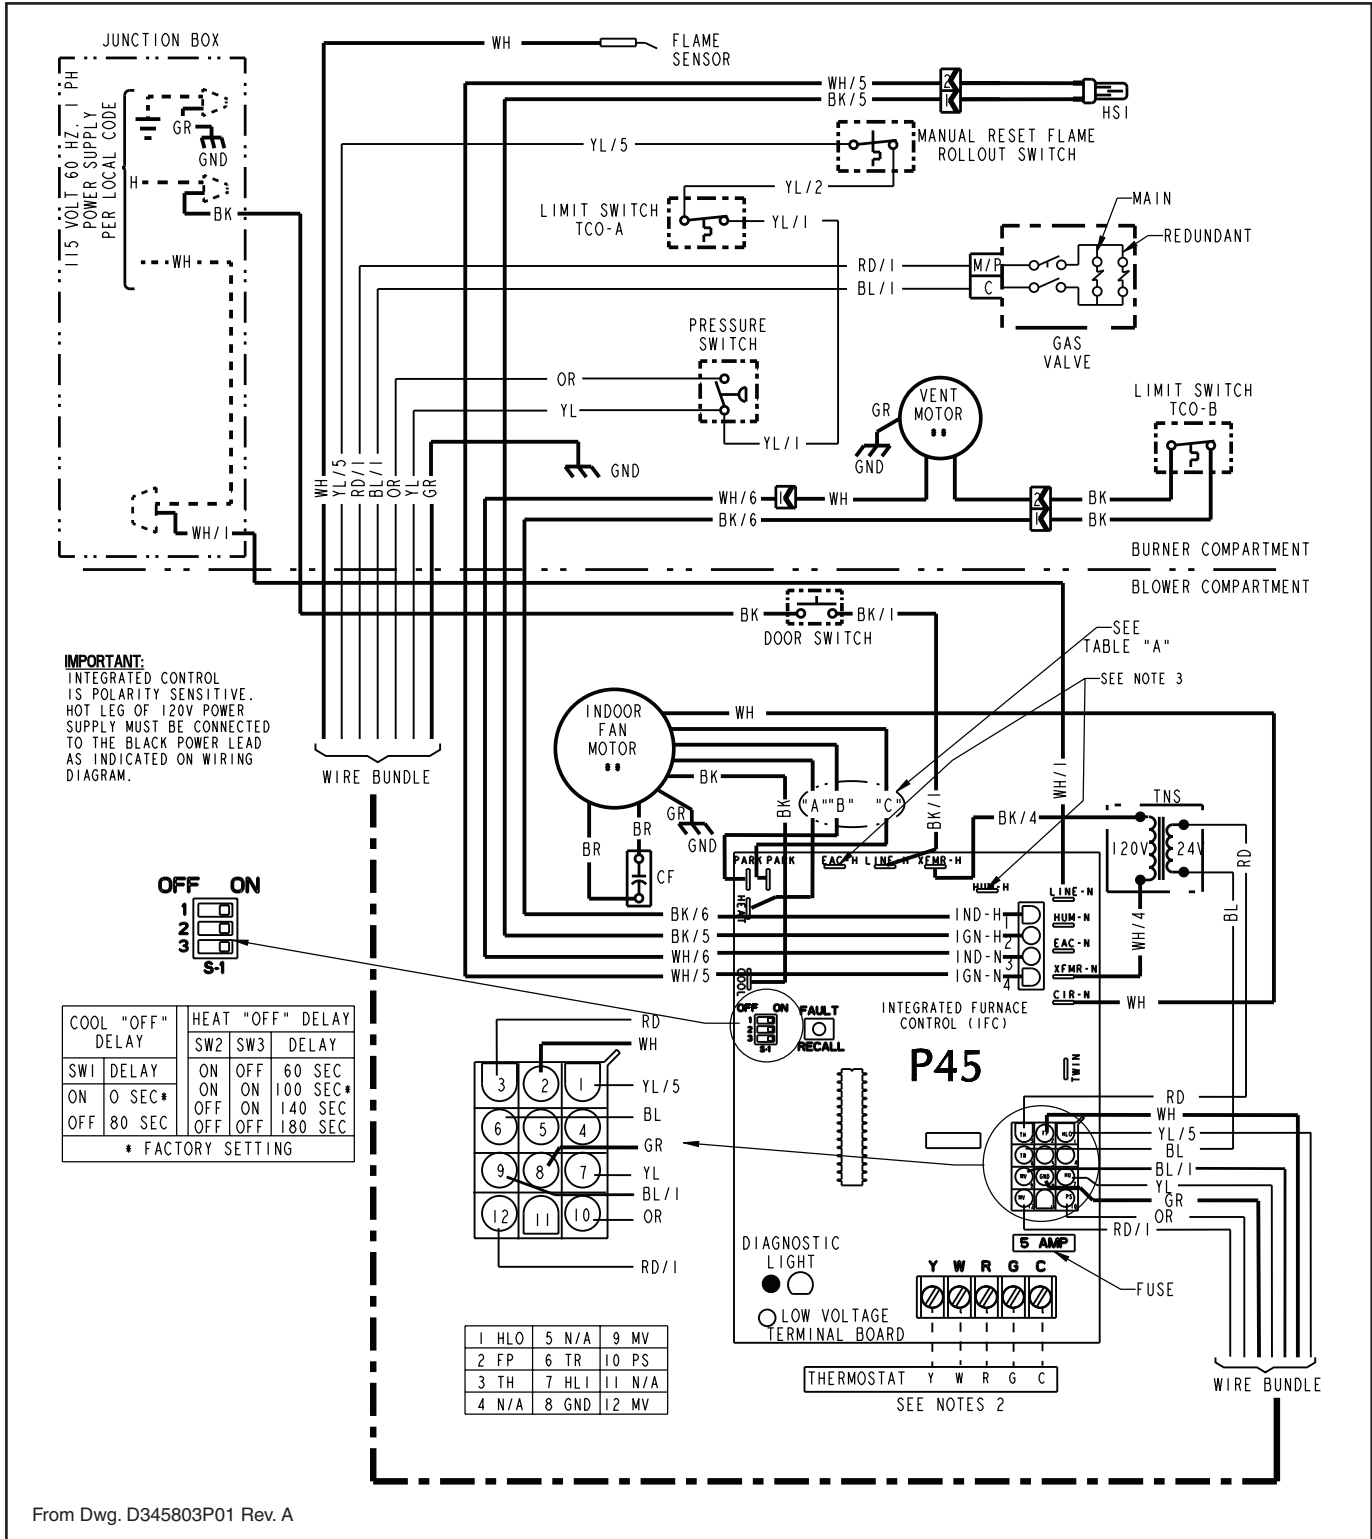 JUNCTION BOX
115 VOLT 60 HZ. 1 PH
POWER SUPPLY
PER LOCAL CODE
GR
GND
H
BK
WH
WH/1
WH
FLAME
SENSOR
WH/5
BK/5
2
1
HSI
YL/5
MANUAL RESET FLAME
ROLLOUT SWITCH
YL/2
LIMIT SWITCH
TCO-A
YL/1
MAIN
REDUNDANT
RD/1
BL/1
M/P
C
GAS
VALVE
PRESSURE
SWITCH
OR
YL
YL/1
GND
WH
YL/5
RD/1
BL/1
OR
YL
GR
VENT
MOTOR
**
GR
GND
LIMIT SWITCH
TCO-B
WH/6
1
WH
BK/6
2
1
BK
BK
BURNER COMPARTMENT
BLOWER COMPARTMENT
BK
BK/1
DOOR SWITCH
SEE
TABLE "A"
SEE NOTE 3
IMPORTANT:
INTEGRATED CONTROL
IS POLARITY SENSITIVE.
HOT LEG OF 120V POWER
SUPPLY MUST BE CONNECTED
TO THE BLACK POWER LEAD
AS INDICATED ON WIRING
DIAGRAM.
WIRE BUNDLE
INDOOR
FAN
MOTOR
**
WH
BK
BK
"A" "B" "C"
BK/1
WH/1
GR
GND
BR
BR
CF
BK/4
TNS
120V
24V
RD
BL
WH/4
PARK PARK
EAC-H LINE-H XFMR-H
HUM-H
HEAT
COOL
LINE-N
HUM-N
EAC-N
XFMR-N
CIR-N
WH
BK/6
BK/5
WH/6
WH/5
IND-H
IGN-H
IND-N
IGN-N
1
2
3
4
OFF ON
1
2
3
S-1
OFF ON
1
2
3
S-1
FAULT
RECALL
INTEGRATED FURNACE
CONTROL (IFC)
P45
TWIN
COOL "OFF"
DELAY
SW1 DELAY
ON 0 SEC*
OFF 80 SEC
HEAT "OFF" DELAY
SW2 SW3 DELAY
ON OFF 60 SEC
ON ON 100 SEC*
OFF ON 140 SEC
OFF OFF 180 SEC
* FACTORY SETTING
RD
WH
YL/5
BL
GR
YL
BL/1
OR
RD/1
3 2 1
6 5 4
9 8 7
12 11 10
RD
WH
YL/5
BL
BL/1
YL
GR
OR
RD/1
5 AMP
FUSE
DIAGNOSTIC
LIGHT
LOW VOLTAGE
TERMINAL BOARD
Y W R G C
THERMOSTAT Y W R G C
SEE NOTES 2
WIRE BUNDLE
1 HLO 5 N/A 9 MV
2 FP 6 TR 10 PS
3 TH 7 HLI 11 N/A
4 N/A 8 GND 12 MV
From Dwg. D345803P01 Rev. A